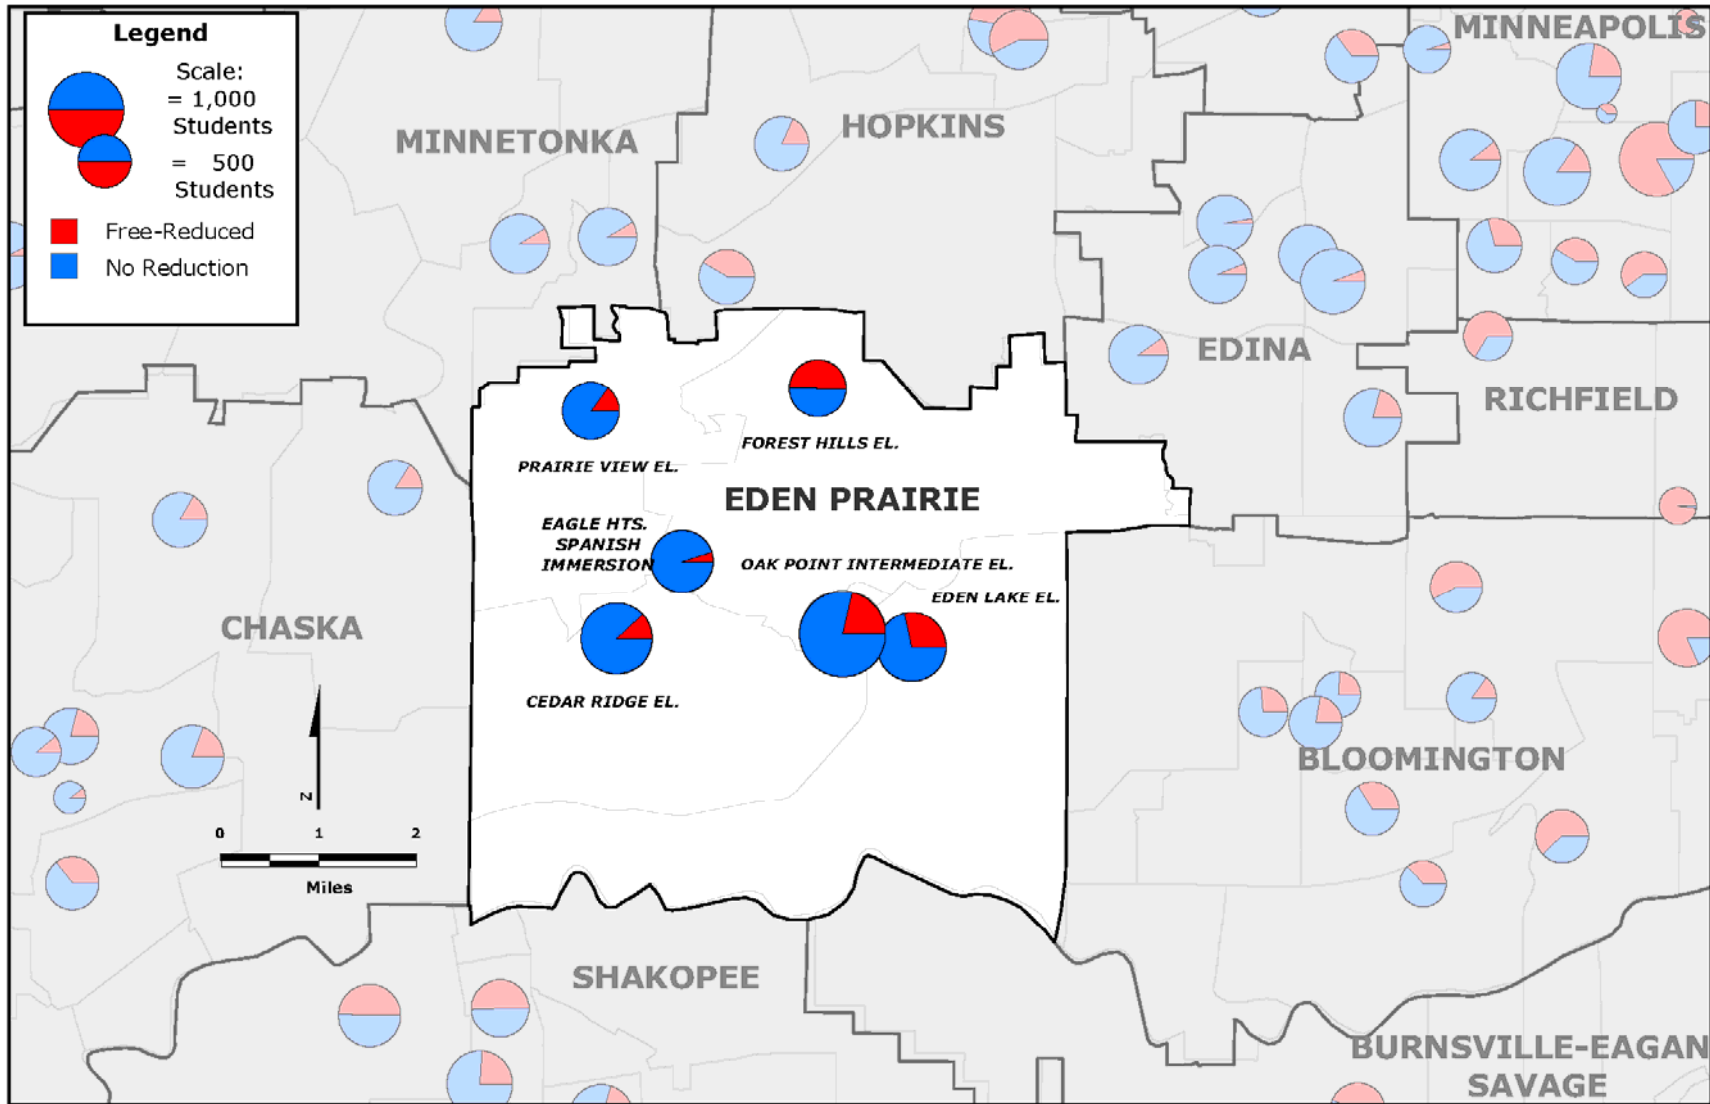 Legend
Scale:
= 1,000
Students
= 500
Students
Free-Reduced
No Reduction
MINNEAPOLIS
HOPKINS
MINNETONKA
EDINA
RICHFIELD
FOREST HILLS EL.
PRAIRIE VIEW EL.
EDEN PRAIRIE
EAGLE HTS.
SPANISH
IMMERSION
OAK POINT INTERMEDIATE EL.
EDEN LAKE EL.
CHASKA
CEDAR RIDGE EL.
BLOOMINGTON
N
0 1 2
Miles
SHAKOPEE
BURNSVILLE-EAGAN
SAVAGE